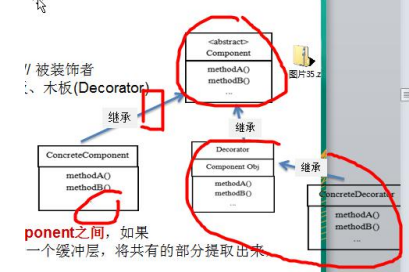 <abstract>
Component
methodA()
methodB()
...
图片35.z
// 被装饰者
、木板(Decorator)
继承
继承
Decorator
Component Obj
methodA()
methodB()
...
继承
ConcreteComponent
methodA()
methodB()
ConcreteDecorator
methodA()
methodB()
...
ponent之间，如果
一个缓冲层，将共有的部分提取出来